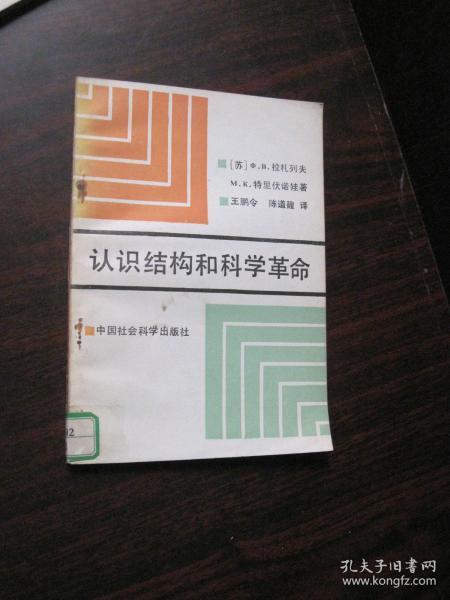 [苏] Ф.В.拉札列夫
М.К.特里伏诺娃著
王鹏令 陈道馥 译
认识结构和科学革命
中国社会科学出版社
02
孔夫子旧书网
www.kongfz.com